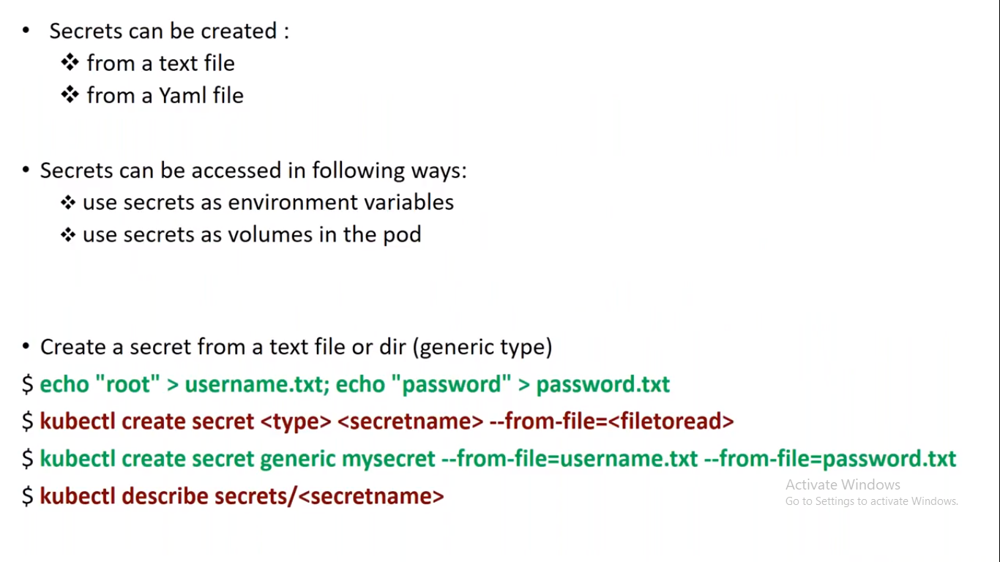 • Secrets can be created :
❖ from a text file
❖ from a Yaml file
• Secrets can be accessed in following ways:
❖ use secrets as environment variables
❖ use secrets as volumes in the pod
• Create a secret from a text file or dir (generic type)
$ echo "root" > username.txt; echo "password" > password.txt
$ kubectl create secret <type> <secretname> --from-file=<filetoread>
$ kubectl create secret generic mysecret --from-file=username.txt --from-file=password.txt
$ kubectl describe secrets/<secretname>
Activate Windows
Go to Settings to activate Windows.